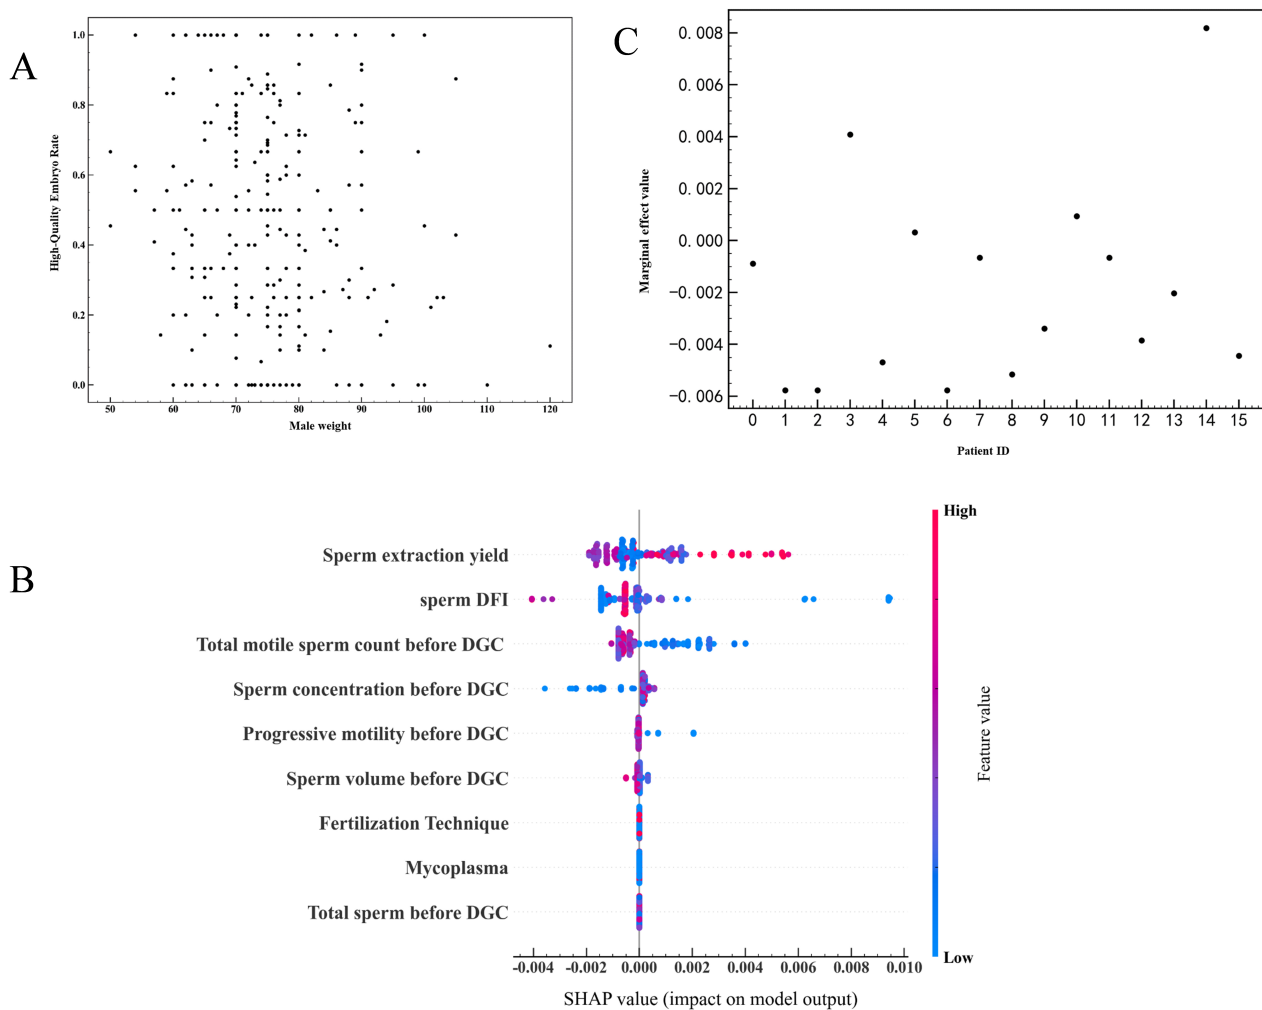 A
1.0
0.8
0.6
0.4
0.2
0.0
High-Quality Embryo Rate
50 60 70 80 90 100 110 120
Male weight
C
0.008
0.006
0.004
0.002
0.000
−0.002
−0.004
−0.006
Marginal effect value
0 1 2 3 4 5 6 7 8 9 10 11 12 13 14 15
Patient ID
B
Sperm extraction yield
sperm DFI
Total motile sperm count before DGC
Sperm concentration before DGC
Progressive motility before DGC
Sperm volume before DGC
Fertilization Technique
Mycoplasma
Total sperm before DGC
-0.004 -0.002 0.000 0.002 0.004 0.006 0.008 0.010
SHAP value (impact on model output)
High
Feature value
Low